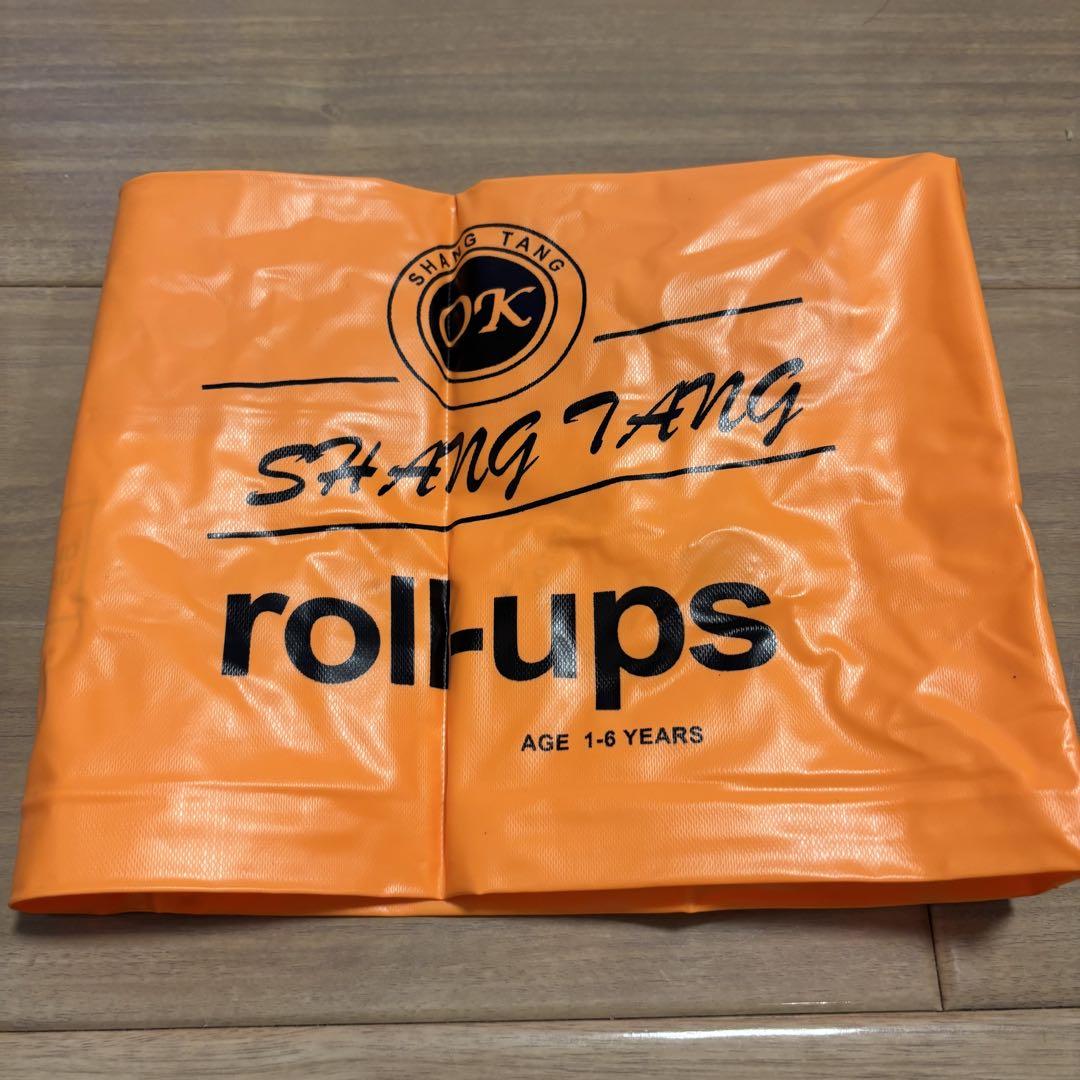 SHANG TANG
OK
SHANG TANG
roll-ups
AGE 1-6 YEARS